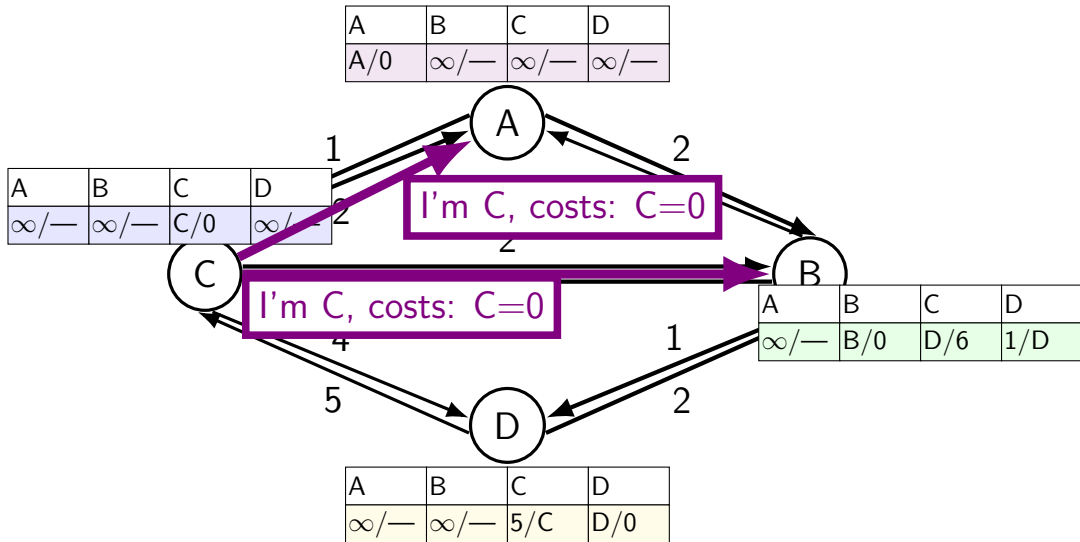 A B C D
A/0 ∞/— ∞/— ∞/—
A
1
2
A B C D
∞/— ∞/— C/0 ∞/—
2
I'm C, costs: C=0
2
C
B
I'm C, costs: C=0
A B C D
∞/— B/0 D/6 1/D
4
1
5
2
D
A B C D
∞/— ∞/— 5/C D/0